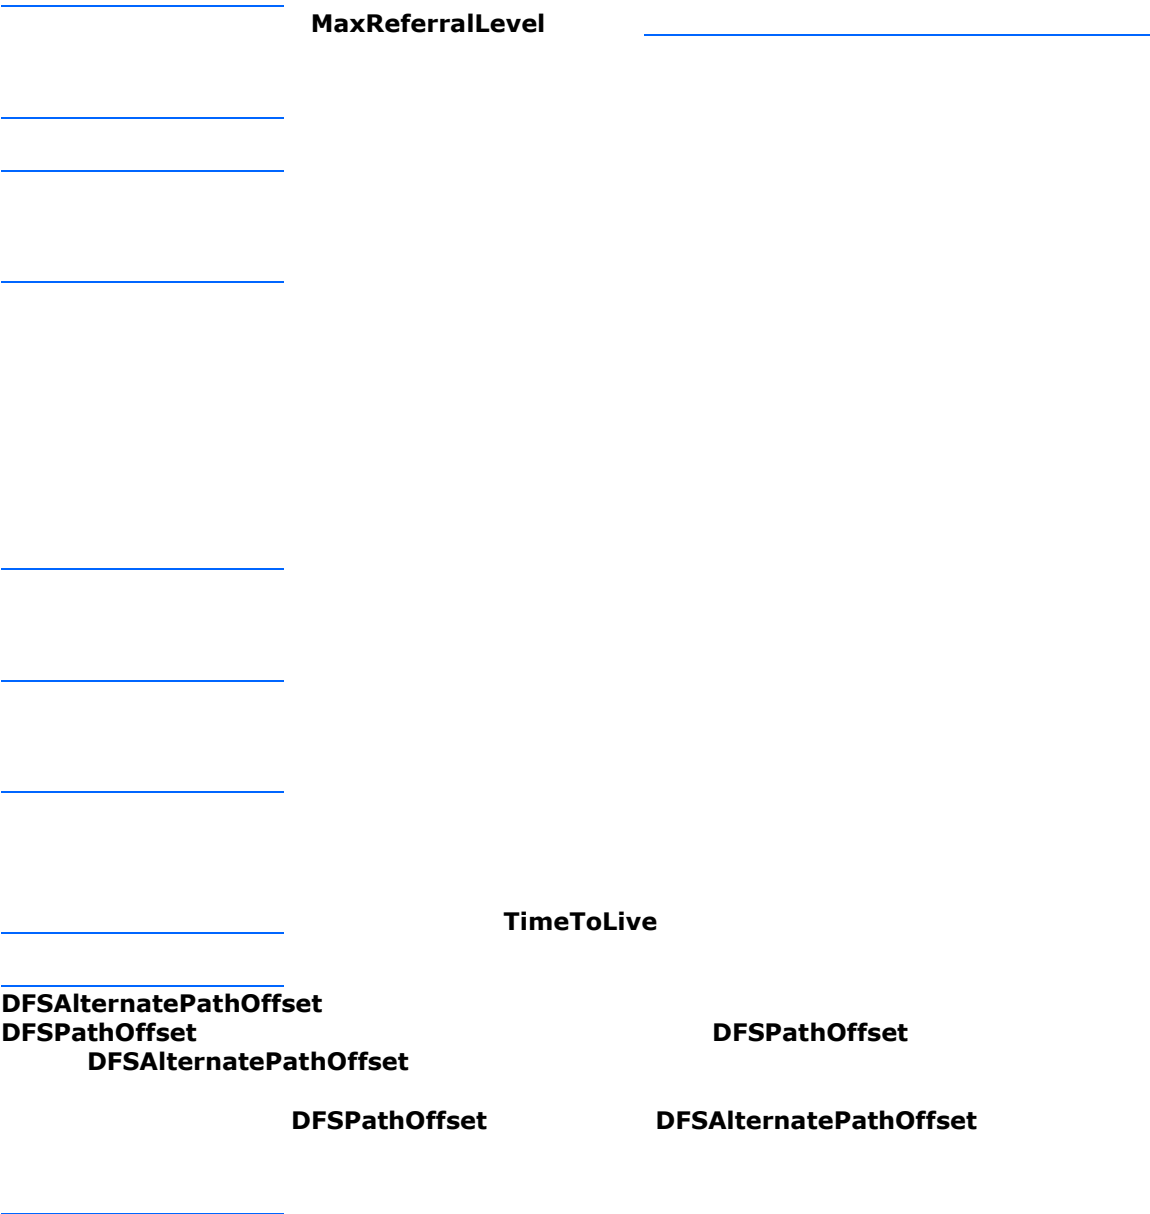 MaxReferralLevel
TimeToLive
DFSAlternatePathOffset
DFSPathOffset DFSPathOffset
DFSAlternatePathOffset
DFSPathOffset DFSAlternatePathOffset